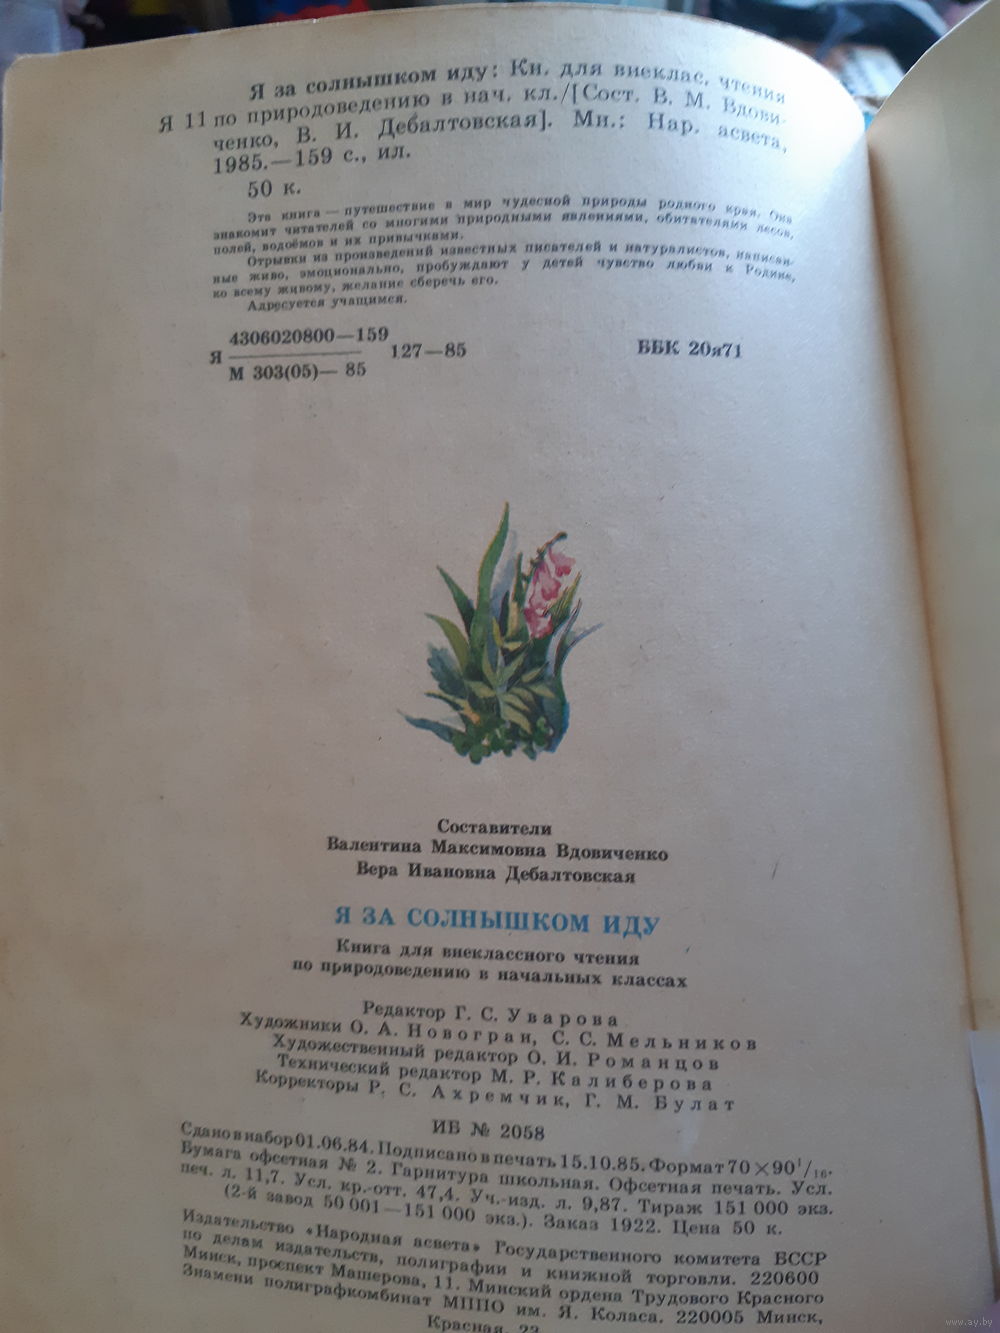 Я за солнышком иду: Кн. для внеклас. чтения
Я 11 по природоведению в нач. кл./[Сост. В. М. Вдови-
ченко, В. И. Дебалтовская]. Мн.: Нар. асвета,
1985.—159 с., ил.
50 к.
Эта книга — путешествие в мир чудесной природы родного края. Она
знакомит читателей со многими природными явлениями, обитателями лесов,
полей, водоёмов и их привычками.
Отрывки из произведений известных писателей и натуралистов, написан-
ные живо, эмоционально, пробуждают у детей чувство любви к Родине,
ко всему живому, желание сберечь его.
Адресуется учащимся.
4306020800—159
Я 127—85 ББК 20я71
М 303(05)— 85
Составители
Валентина Максимовна Вдовиченко
Вера Ивановна Дебалтовская
Я ЗА СОЛНЫШКОМ ИДУ
Книга для внеклассного чтения
по природоведению в начальных классах
Редактор Г. С. Уварова
Художники О. А. Новогран, С. С. Мельников
Художественный редактор О. И. Романцов
Технический редактор М. Р. Калиберова
Корректоры Р. С. Ахремчик, Г. М. Булат
ИБ № 2058
Сдано в набор 01.06.84. Подписано в печать 15.10.85. Формат 70×90¹/₁₆.
Бумага офсетная № 2. Гарнитура школьная. Офсетная печать. Усл.
печ. л. 11,7. Усл. кр.-отт. 47,4. Уч.-изд. л. 9,87. Тираж 151 000 экз.
(2-й завод 50 001—151 000 экз.). Заказ 1922. Цена 50 к.
Издательство «Народная асвета» Государственного комитета БССР
по делам издательств, полиграфии и книжной торговли. 220600
Минск, проспект Машерова, 11. Минский ордена Трудового Красного
Знамени полиграфкомбинат МППО им. Я. Коласа. 220005 Минск,
Красная, 23
www.ay.by